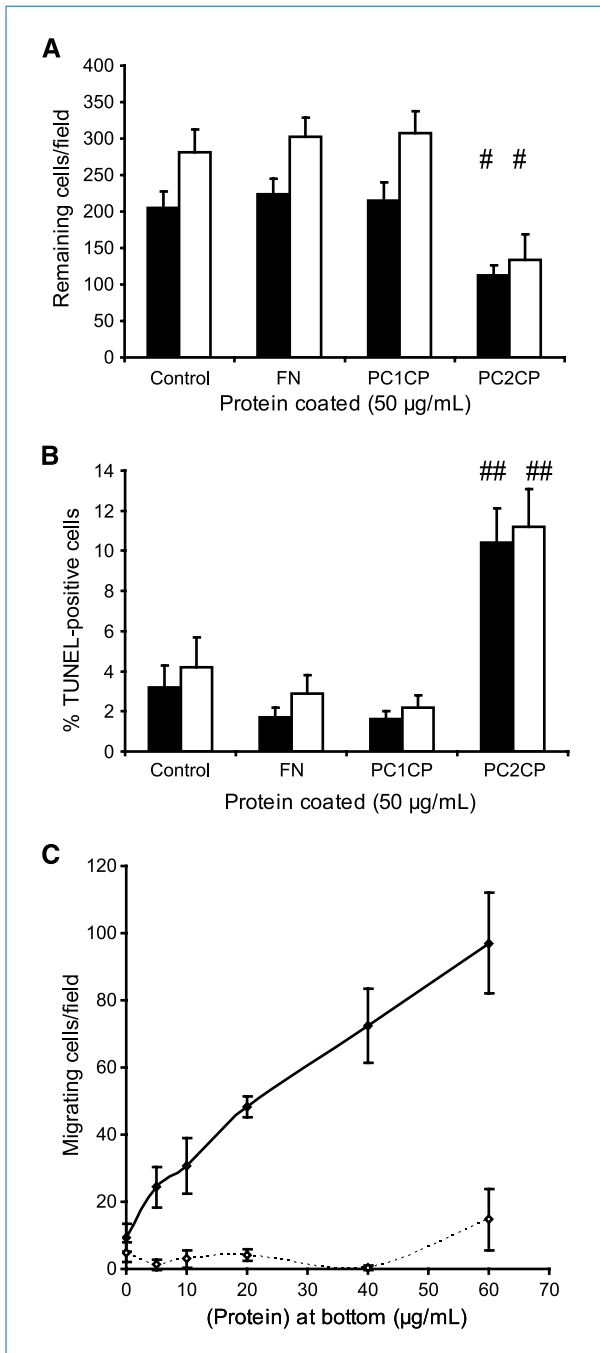 A
Remaining cells/field
400
350
300
250
200
150
100
50
0
# #
Control FN PC1CP PC2CP
Protein coated (50 µg/mL)
B
% TUNEL-positive cells
14
12
10
8
6
4
2
0
## ##
Control FN PC1CP PC2CP
Protein coated (50 µg/mL)
C
Migrating cells/field
120
100
80
60
40
20
0
0 10 20 30 40 50 60 70
(Protein) at bottom (µg/mL)